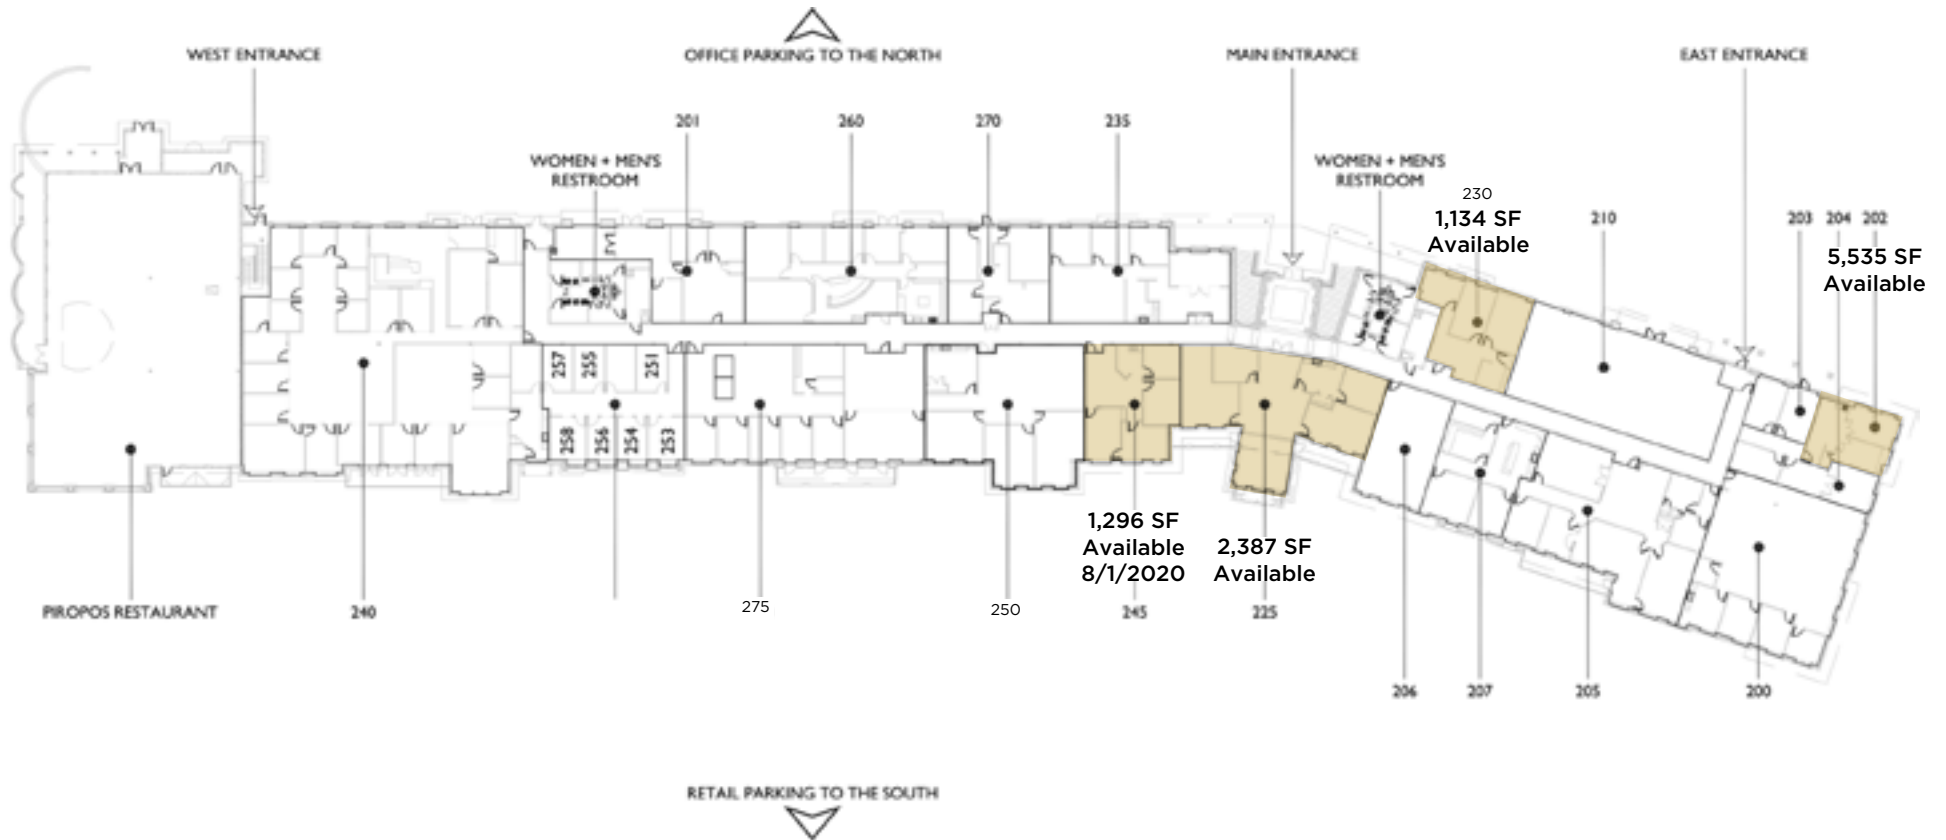 OFFICE PARKING TO THE NORTH
WEST ENTRANCE
MAIN ENTRANCE
EAST ENTRANCE
201
260
270
235
WOMEN + MEN'S
RESTROOM
WOMEN + MEN'S
RESTROOM
230
1,134 SF
Available
210
203
204
202
5,535 SF
Available
257
255
251
258
256
254
253
1,296 SF
Available
8/1/2020
2,387 SF
Available
PIROPOS RESTAURANT
240
275
250
245
225
206
207
205
200
RETAIL PARKING TO THE SOUTH